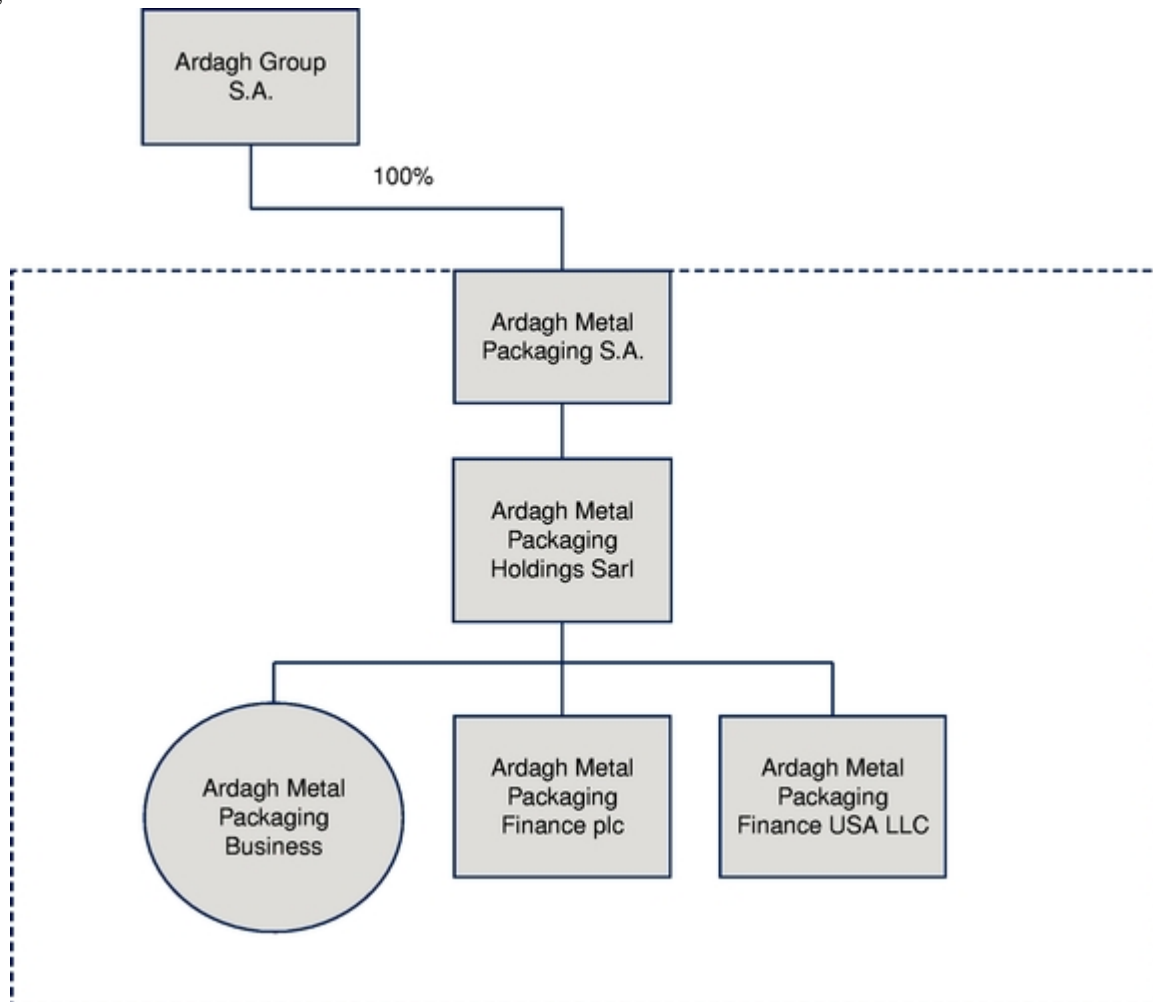 Ardagh Group
S.A.
100%
Ardagh Metal
Packaging S.A.
Ardagh Metal
Packaging
Holdings Sarl
Ardagh Metal
Packaging
Business
Ardagh Metal
Packaging
Finance plc
Ardagh Metal
Packaging
Finance USA LLC